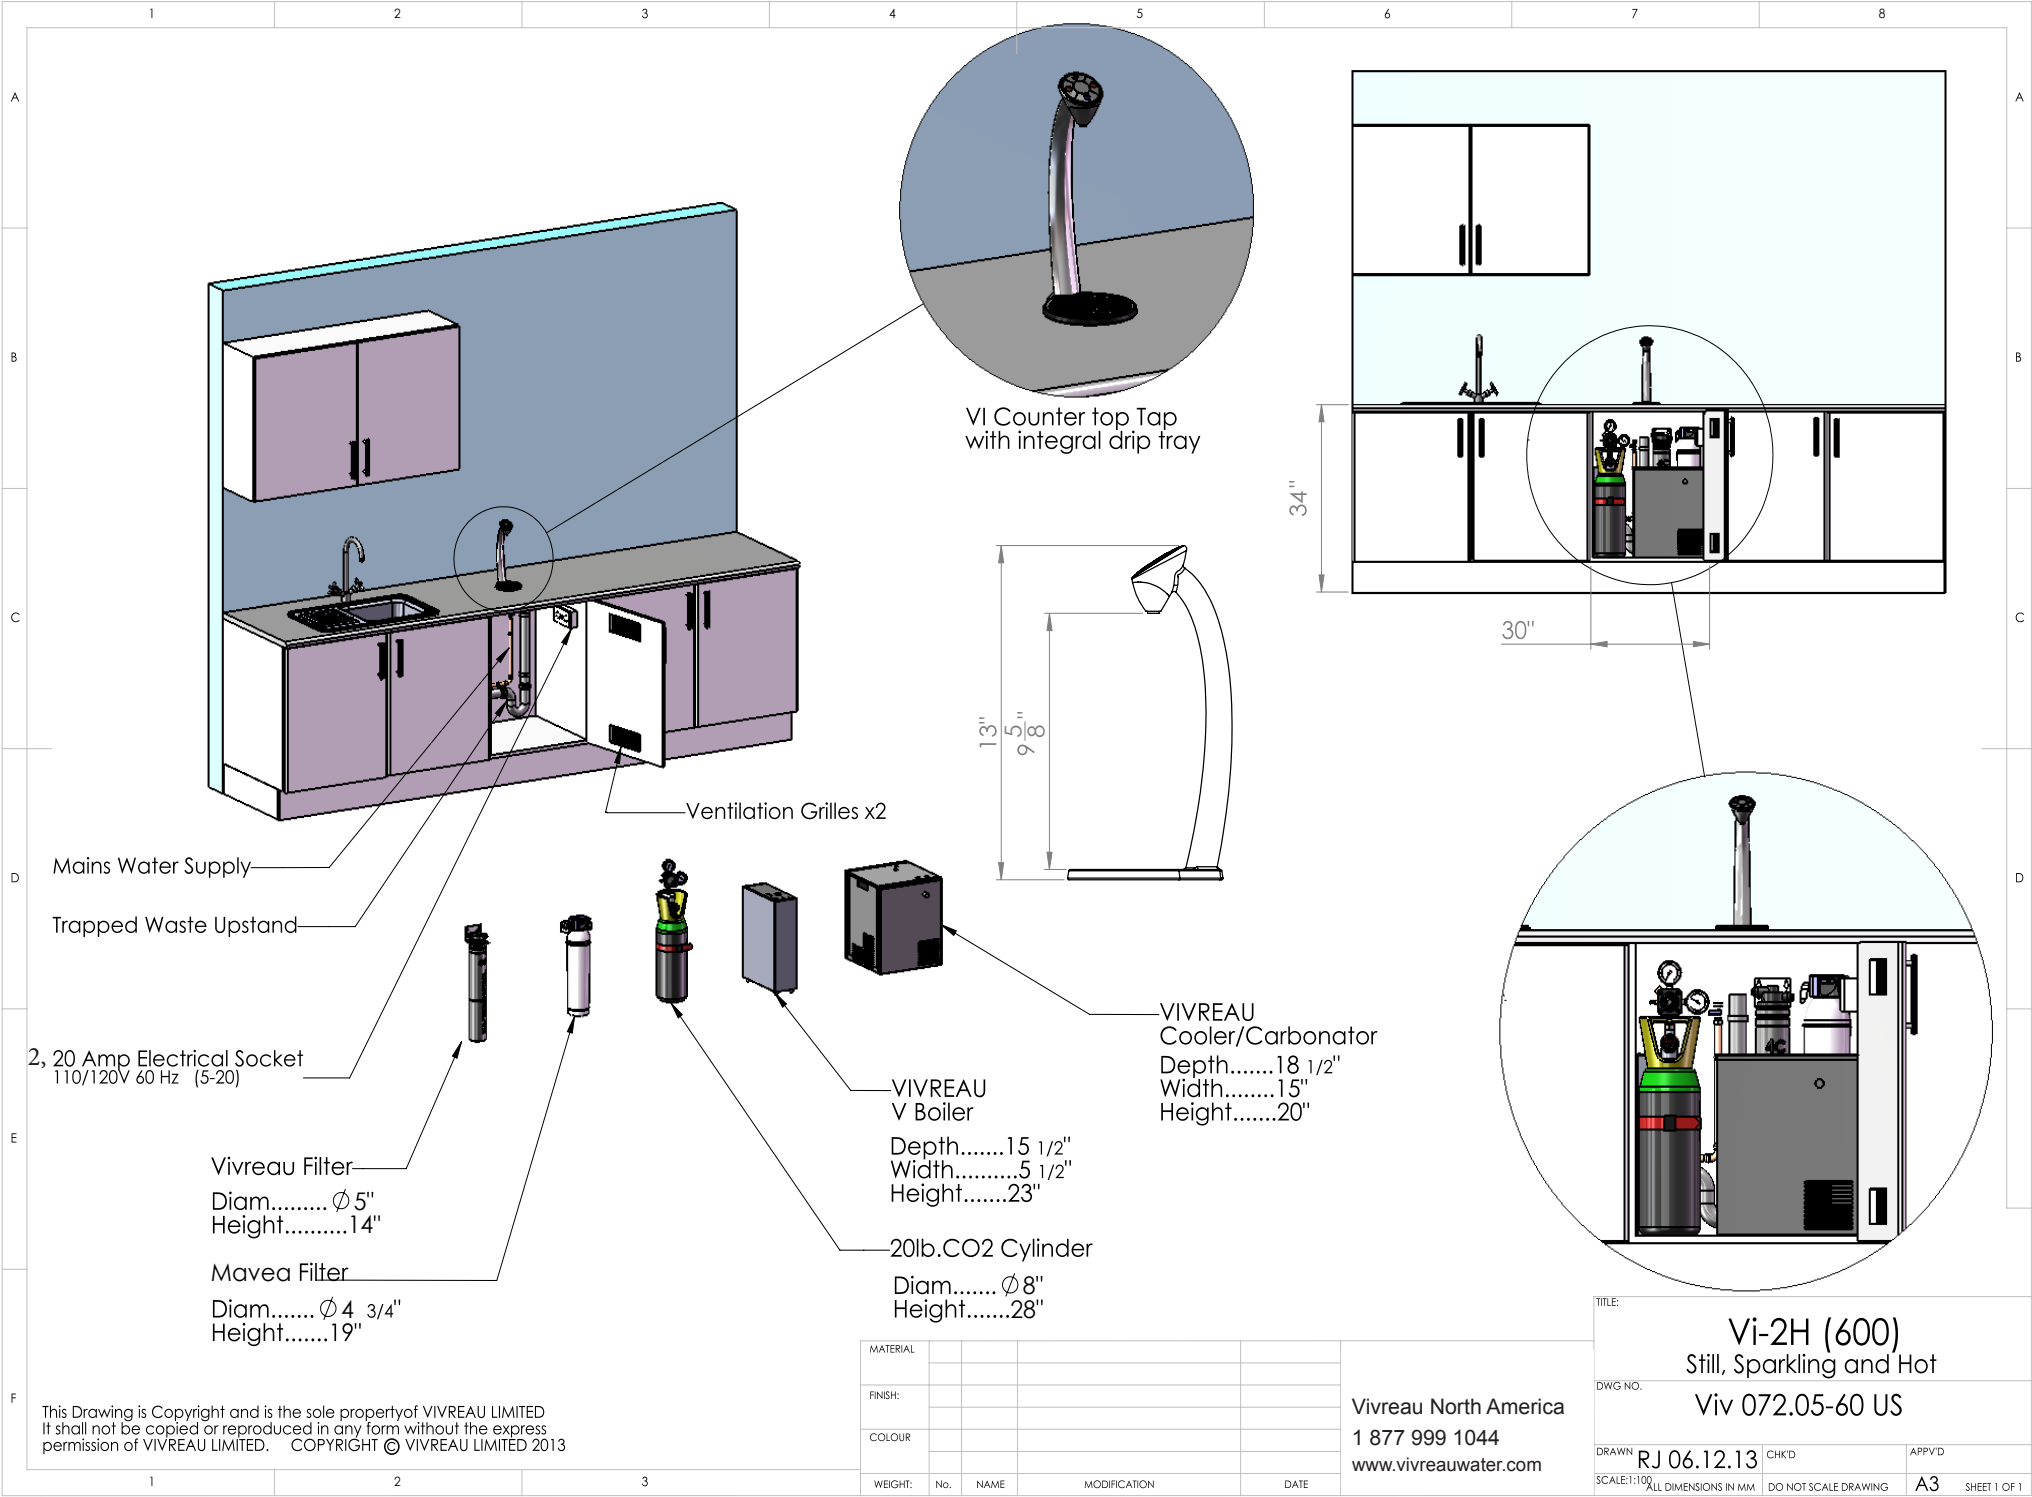 1 2 3 4 5 6 7 8
A
A
B
B
C
C
D
D
E
F
VI Counter top Tap
with integral drip tray
34"
30"
13"
9 5/8"
Ventilation Grilles x2
Mains Water Supply
Trapped Waste Upstand
2, 20 Amp Electrical Socket
110/120V 60 Hz (5-20)
Vivreau Filter
Diam......... ∅5"
Height..........14"
Mavea Filter
Diam....... ∅4 3/4"
Height.......19"
VIVREAU
V Boiler
Depth.......15 1/2"
Width..........5 1/2"
Height.......23"
20lb.CO2 Cylinder
Diam....... ∅8"
Height.......28"
VIVREAU
Cooler/Carbonator
Depth.......18 1/2"
Width........15"
Height.......20"
4C
This Drawing is Copyright and is the sole propertyof VIVREAU LIMITED
It shall not be copied or reproduced in any form without the express
permission of VIVREAU LIMITED. COPYRIGHT © VIVREAU LIMITED 2013
1 2 3
MATERIAL
FINISH:
COLOUR
WEIGHT: No. NAME MODIFICATION DATE
Vivreau North America
1 877 999 1044
www.vivreauwater.com
TITLE:
Vi-2H (600)
Still, Sparkling and Hot
DWG NO.
Viv 072.05-60 US
DRAWN RJ 06.12.13 CHK'D APPV'D
SCALE:1:100 ALL DIMENSIONS IN MM DO NOT SCALE DRAWING A3 SHEET 1 OF 1